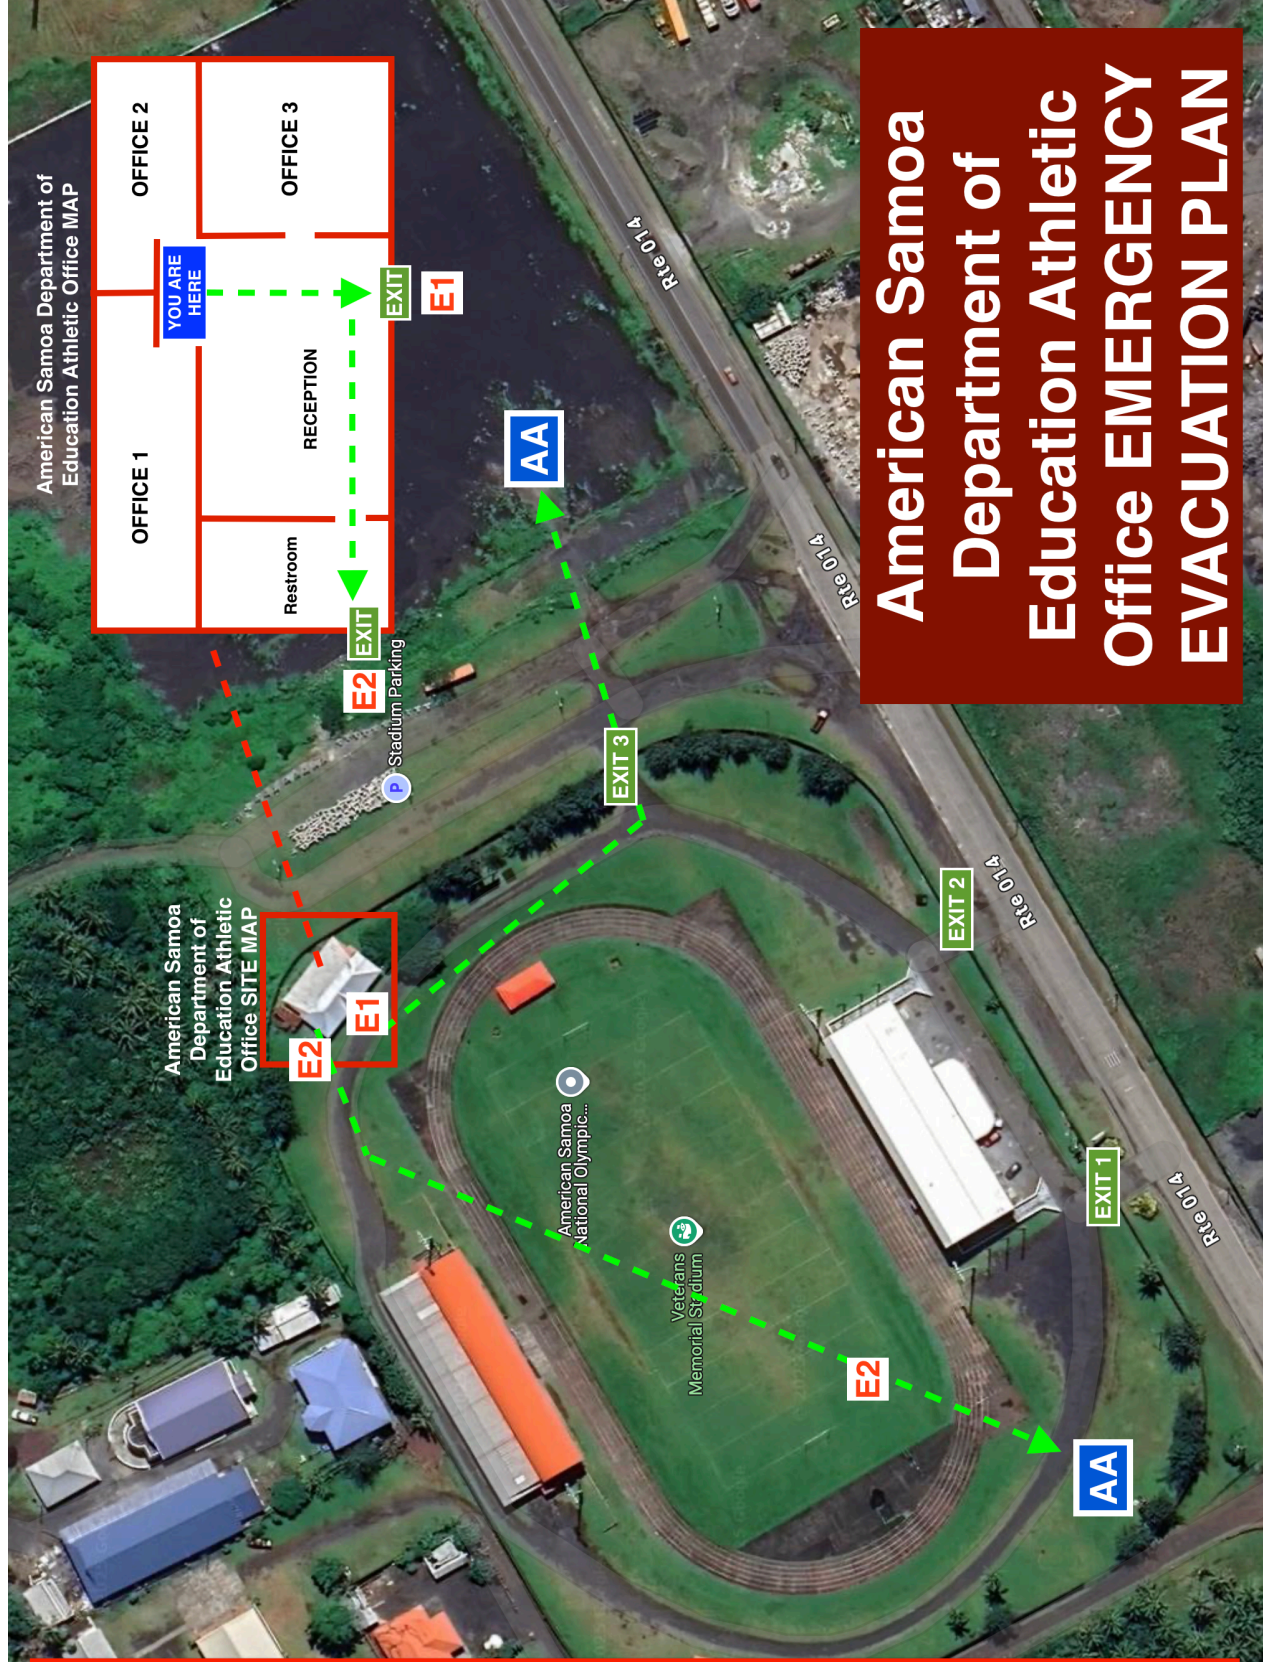 American Samoa
Department of
Education Athletic
Office EMERGENCY
EVACUATION PLAN
American Samoa Department of
Education Athletic Office MAP
OFFICE 1
OFFICE 2
OFFICE 3
YOU ARE
HERE
RECEPTION
Restroom
EXIT
E1
EXIT
E2
Stadium Parking
P
American Samoa
Department of
Education Athletic
Office SITE MAP
E2
E1
AA
EXIT 3
EXIT 2
EXIT 1
American Samoa
National Olympic...
Veterans
Memorial Stadium
E2
AA
Rte 014
Rte 014
Rte 014
Rte 014